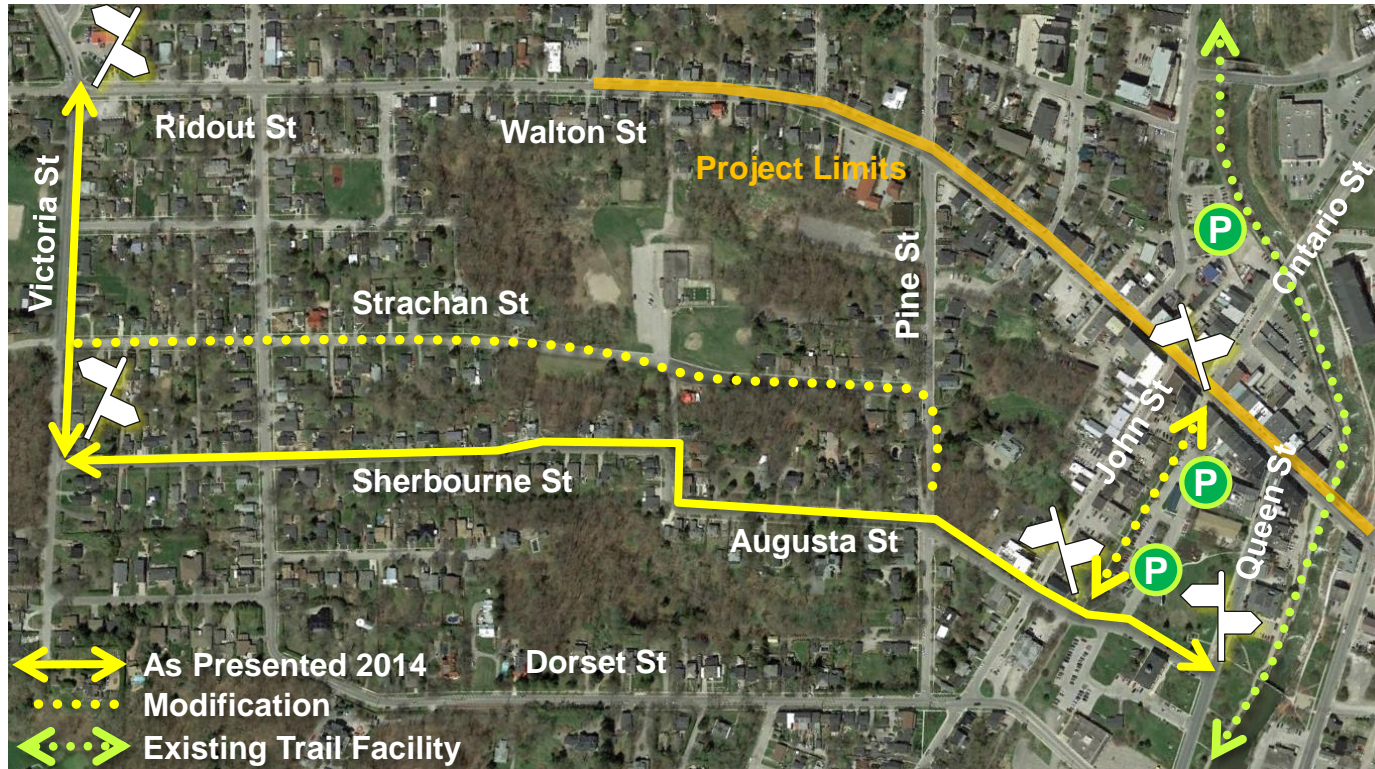 Ridout St
Walton St
Project Limits
Victoria St
Pine St
Ontario St
P
Strachan St
John St
P
Sherbourne St
Queen St
Augusta St
P
Dorset St
As Presented 2014
Modification
Existing Trail Facility